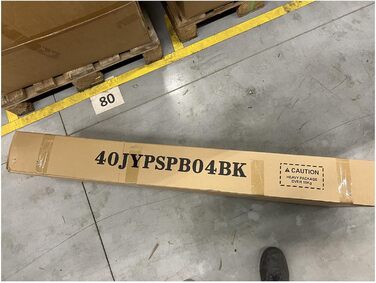 80
40JYPSPB04BK
⚠ CAUTION
HEAVY PACKAGE
OVER 15Kg